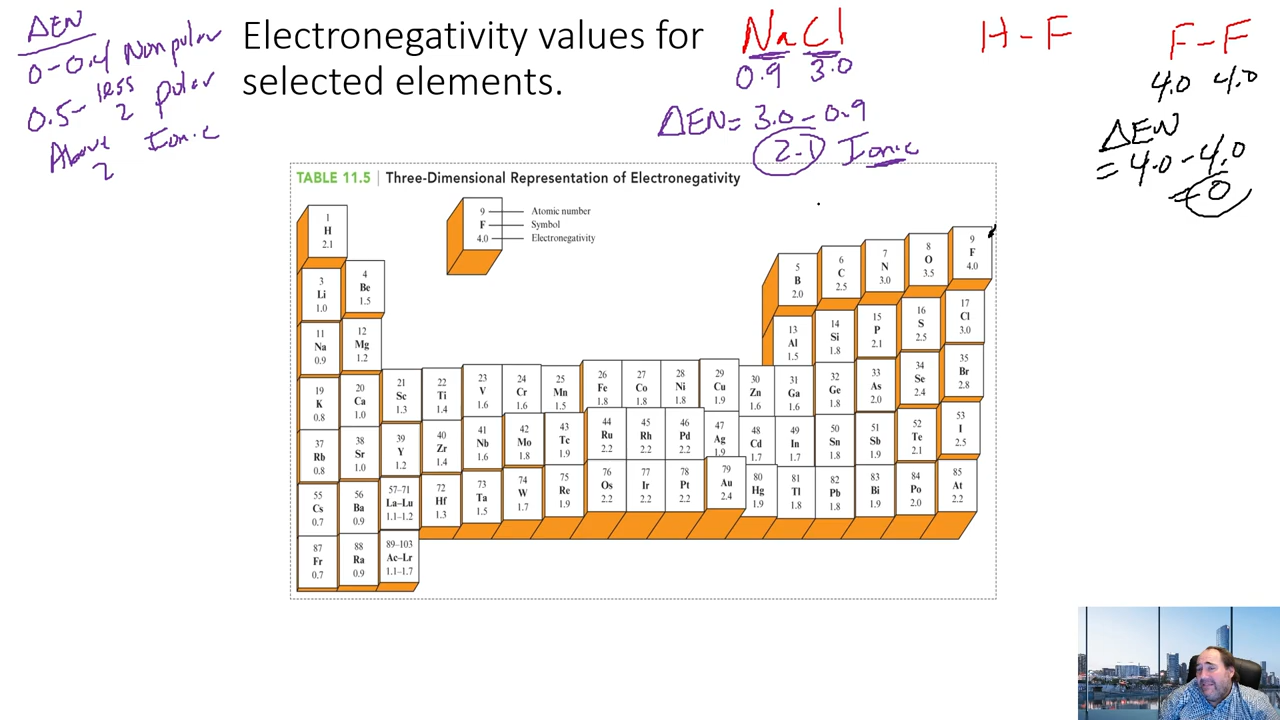 ΔEN
0-0.4 Nonpolar
0.5- less 2 polar
Above 2 Ionic
Electronegativity values for
selected elements.
NaCl
0.9 3.0
ΔEN = 3.0 - 0.9
2.1 Ionic
H - F
F - F
4.0 4.0
ΔEN
= 4.0 - 4.0
= 0
TABLE 11.5 | Three-Dimensional Representation of Electronegativity
9 Atomic number
F Symbol
4.0 Electronegativity
1 H 2.1
5 B 2.0
6 C 2.5
7 N 3.0
8 O 3.5
9 F 4.0
3 Li 1.0
4 Be 1.5
13 Al 1.5
14 Si 1.8
15 P 2.1
16 S 2.5
17 Cl 3.0
11 Na 0.9
12 Mg 1.2
19 K 0.8
20 Ca 1.0
21 Sc 1.3
22 Ti 1.4
23 V 1.6
24 Cr 1.6
25 Mn 1.5
26 Fe 1.8
27 Co 1.8
28 Ni 1.8
29 Cu 1.9
30 Zn 1.6
31 Ga 1.6
32 Ge 1.8
33 As 2.0
34 Se 2.4
35 Br 2.8
37 Rb 0.8
38 Sr 1.0
39 Y 1.2
40 Zr 1.4
41 Nb 1.6
42 Mo 1.8
43 Tc 1.9
44 Ru 2.2
45 Rh 2.2
46 Pd 2.2
47 Ag 1.9
48 Cd 1.7
49 In 1.7
50 Sn 1.8
51 Sb 1.9
52 Te 2.1
53 I 2.5
55 Cs 0.7
56 Ba 0.9
57–71 La–Lu 1.1–1.2
72 Hf 1.3
73 Ta 1.5
74 W 1.7
75 Re 1.9
76 Os 2.2
77 Ir 2.2
78 Pt 2.2
79 Au 2.4
80 Hg 1.9
81 Tl 1.8
82 Pb 1.8
83 Bi 1.9
84 Po 2.0
85 At 2.2
87 Fr 0.7
88 Ra 0.9
89–103 Ac–Lr 1.1–1.7